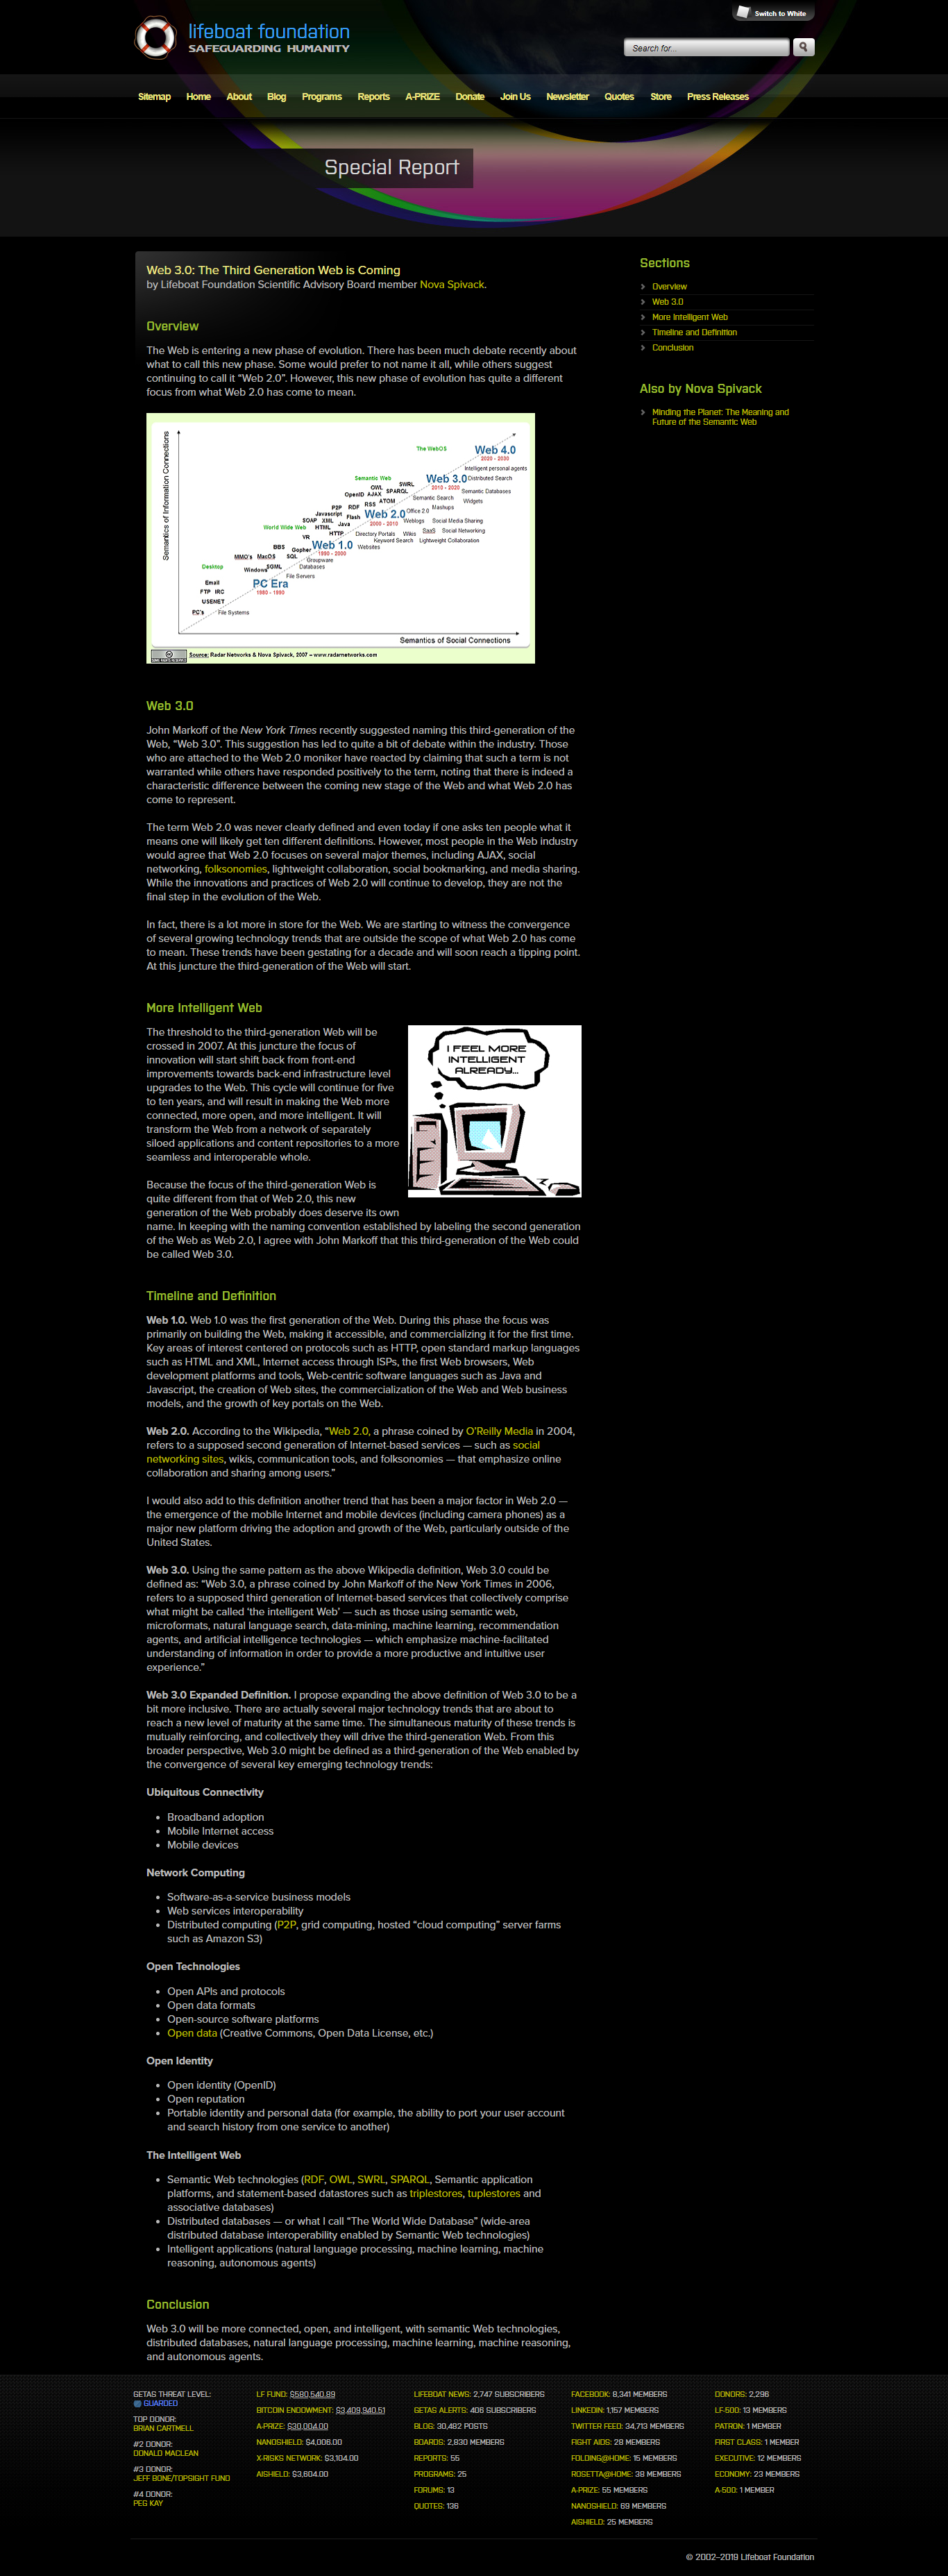 Switch to White
lifeboat foundation
SAFEGUARDING HUMANITY
Search for...
Sitemap Home About Blog Programs Reports A-PRIZE Donate Join Us Newsletter Quotes Store Press Releases
Special Report
Web 3.0: The Third Generation Web is Coming
by Lifeboat Foundation Scientific Advisory Board member Nova Spivack.
Overview
The Web is entering a new phase of evolution. There has been much debate recently about
what to call this new phase. Some would prefer to not name it all, while others suggest
continuing to call it “Web 2.0”. However, this new phase of evolution has quite a different
focus from what Web 2.0 has come to mean.
Semantics of Information Connections
The WebOS
Web 4.0
2020 - 2030
Intelligent personal agents
Semantic Web
Web 3.0
2010 - 2020
Distributed Search
SWRL
OWL
SPARQL
Semantic Databases
OpenID AJAX
Semantic Search
Widgets
ATOM
RSS
P2P RDF
Mashups
Office 2.0
Javascript
Flash
Web 2.0
2000 - 2010
SOAP XML
Java
Weblogs
Social Media Sharing
World Wide Web
HTML
HTTP
Directory Portals
Wikis
SaaS
Social Networking
VR
Keyword Search
Lightweight Collaboration
BBS
Gopher
Web 1.0
1990 - 2000
Websites
MMO's MacOS SQL
Groupware
Desktop
SGML
Databases
Windows
File Servers
Email
PC Era
1980 - 1990
FTP IRC
USENET
PC's
File Systems
Semantics of Social Connections
Source: Radar Networks & Nova Spivack, 2007 – www.radarnetworks.com
Web 3.0
John Markoff of the New York Times recently suggested naming this third-generation of the
Web, “Web 3.0”. This suggestion has led to quite a bit of debate within the industry. Those
who are attached to the Web 2.0 moniker have reacted by claiming that such a term is not
warranted while others have responded positively to the term, noting that there is indeed a
characteristic difference between the coming new stage of the Web and what Web 2.0 has
come to represent.
The term Web 2.0 was never clearly defined and even today if one asks ten people what it
means one will likely get ten different definitions. However, most people in the Web industry
would agree that Web 2.0 focuses on several major themes, including AJAX, social
networking, folksonomies, lightweight collaboration, social bookmarking, and media sharing.
While the innovations and practices of Web 2.0 will continue to develop, they are not the
final step in the evolution of the Web.
In fact, there is a lot more in store for the Web. We are starting to witness the convergence
of several growing technology trends that are outside the scope of what Web 2.0 has come
to mean. These trends have been gestating for a decade and will soon reach a tipping point.
At this juncture the third-generation of the Web will start.
More Intelligent Web
The threshold to the third-generation Web will be
crossed in 2007. At this juncture the focus of
innovation will start shift back from front-end
improvements towards back-end infrastructure level
upgrades to the Web. This cycle will continue for five
to ten years, and will result in making the Web more
connected, more open, and more intelligent. It will
transform the Web from a network of separately
siloed applications and content repositories to a more
seamless and interoperable whole.
I FEEL MORE
INTELLIGENT
ALREADY...
Because the focus of the third-generation Web is
quite different from that of Web 2.0, this new
generation of the Web probably does deserve its own
name. In keeping with the naming convention established by labeling the second generation
of the Web as Web 2.0, I agree with John Markoff that this third-generation of the Web could
be called Web 3.0.
Timeline and Definition
Web 1.0. Web 1.0 was the first generation of the Web. During this phase the focus was
primarily on building the Web, making it accessible, and commercializing it for the first time.
Key areas of interest centered on protocols such as HTTP, open standard markup languages
such as HTML and XML, Internet access through ISPs, the first Web browsers, Web
development platforms and tools, Web-centric software languages such as Java and
Javascript, the creation of Web sites, the commercialization of the Web and Web business
models, and the growth of key portals on the Web.
Web 2.0. According to the Wikipedia, “Web 2.0, a phrase coined by O’Reilly Media in 2004,
refers to a supposed second generation of Internet-based services — such as social
networking sites, wikis, communication tools, and folksonomies — that emphasize online
collaboration and sharing among users.”
I would also add to this definition another trend that has been a major factor in Web 2.0 —
the emergence of the mobile Internet and mobile devices (including camera phones) as a
major new platform driving the adoption and growth of the Web, particularly outside of the
United States.
Web 3.0. Using the same pattern as the above Wikipedia definition, Web 3.0 could be
defined as: “Web 3.0, a phrase coined by John Markoff of the New York Times in 2006,
refers to a supposed third generation of Internet-based services that collectively comprise
what might be called ‘the intelligent Web’ — such as those using semantic web,
microformats, natural language search, data-mining, machine learning, recommendation
agents, and artificial intelligence technologies — which emphasize machine-facilitated
understanding of information in order to provide a more productive and intuitive user
experience.”
Web 3.0 Expanded Definition. I propose expanding the above definition of Web 3.0 to be a
bit more inclusive. There are actually several major technology trends that are about to
reach a new level of maturity at the same time. The simultaneous maturity of these trends is
mutually reinforcing, and collectively they will drive the third-generation Web. From this
broader perspective, Web 3.0 might be defined as a third-generation of the Web enabled by
the convergence of several key emerging technology trends:
Ubiquitous Connectivity
• Broadband adoption
• Mobile Internet access
• Mobile devices
Network Computing
• Software-as-a-service business models
• Web services interoperability
• Distributed computing (P2P, grid computing, hosted “cloud computing” server farms
such as Amazon S3)
Open Technologies
• Open APIs and protocols
• Open data formats
• Open-source software platforms
• Open data (Creative Commons, Open Data License, etc.)
Open Identity
• Open identity (OpenID)
• Open reputation
• Portable identity and personal data (for example, the ability to port your user account
and search history from one service to another)
The Intelligent Web
• Semantic Web technologies (RDF, OWL, SWRL, SPARQL, Semantic application
platforms, and statement-based datastores such as triplestores, tuplestores and
associative databases)
• Distributed databases — or what I call “The World Wide Database” (wide-area
distributed database interoperability enabled by Semantic Web technologies)
• Intelligent applications (natural language processing, machine learning, machine
reasoning, autonomous agents)
Conclusion
Web 3.0 will be more connected, open, and intelligent, with semantic Web technologies,
distributed databases, natural language processing, machine learning, machine reasoning,
and autonomous agents.
Sections
Overview
Web 3.0
More Intelligent Web
Timeline and Definition
Conclusion
Also by Nova Spivack
Minding the Planet: The Meaning and
Future of the Semantic Web
GETAS THREAT LEVEL:
GUARDED
TOP DONOR:
BRIAN CARTMELL
#2 DONOR:
DONALD MACLEAN
#3 DONOR:
JEFF BONE/TOPSIGHT FUND
#4 DONOR:
PEG KAY
LF FUND: $580,540.89
BITCOIN ENDOWMENT: $3,409,940.51
A-PRIZE: $30,004.00
NANOSHIELD: $4,006.00
X-RISKS NETWORK: $3,104.00
AISHIELD: $3,604.00
LIFEBOAT NEWS: 2,747 SUBSCRIBERS
GETAS ALERTS: 406 SUBSCRIBERS
BLOG: 30,482 POSTS
BOARDS: 2,830 MEMBERS
REPORTS: 55
PROGRAMS: 25
FORUMS: 13
QUOTES: 136
FACEBOOK: 8,341 MEMBERS
LINKEDIN: 1,157 MEMBERS
TWITTER FEED: 34,713 MEMBERS
FIGHT AIDS: 28 MEMBERS
FOLDING@HOME: 15 MEMBERS
ROSETTA@HOME: 38 MEMBERS
A-PRIZE: 55 MEMBERS
NANOSHIELD: 69 MEMBERS
AISHIELD: 25 MEMBERS
DONORS: 2,296
LF-500: 13 MEMBERS
PATRON: 1 MEMBER
FIRST CLASS: 1 MEMBER
EXECUTIVE: 12 MEMBERS
ECONOMY: 23 MEMBERS
A-500: 1 MEMBER
© 2002–2019 Lifeboat Foundation